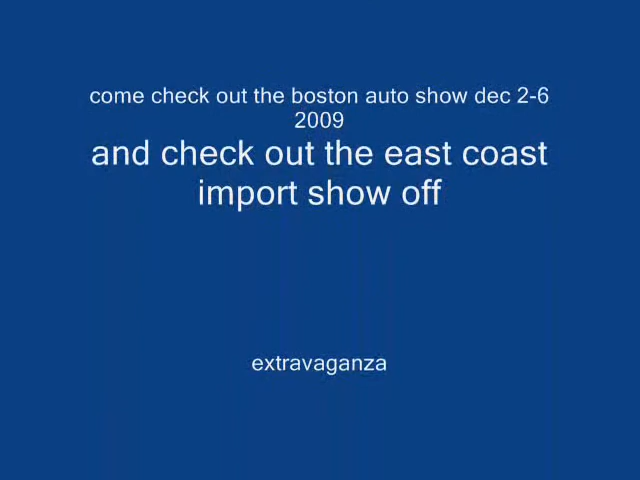 come check out the boston auto show dec 2-6
2009
and check out the east coast
import show off
extravaganza